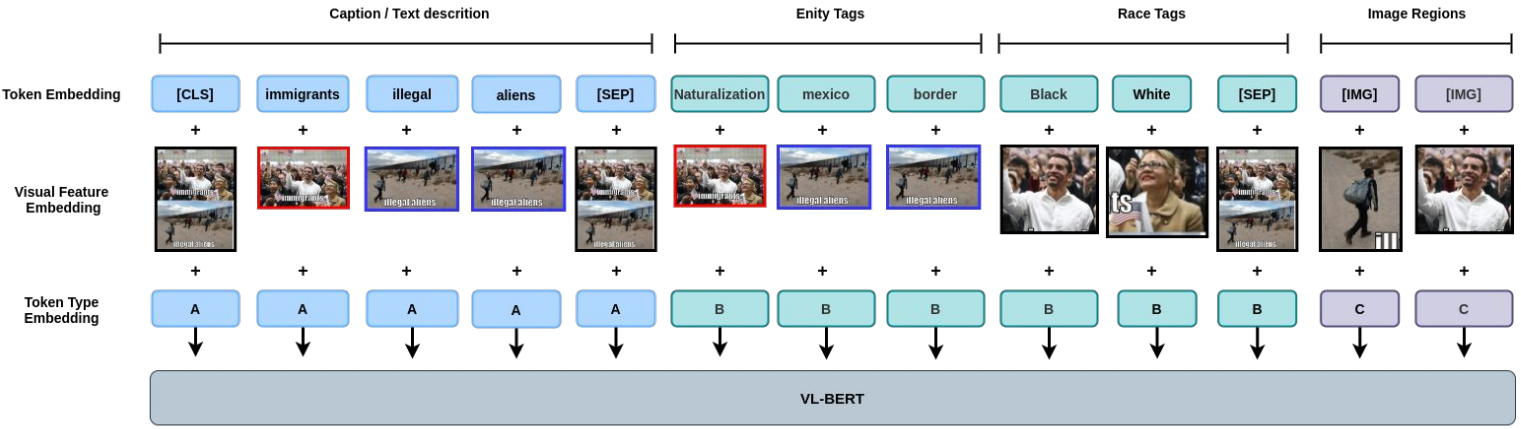 Caption / Text descrition Enity Tags Race Tags Image Regions
Token Embedding [CLS] immigrants illegal aliens [SEP] Naturalization mexico border Black White [SEP] [IMG] [IMG]
+ + + + + + + + + + + + +
Visual Feature
Embedding
immigrants immigrants illegal aliens illegal aliens immigrants immigrants illegal aliens illegal aliens ts immigrants
illegal aliens illegal aliens illegal aliens
+ + + + + + + + + + + + +
Token Type
Embedding
A A A A A B B B B B B C C
VL-BERT